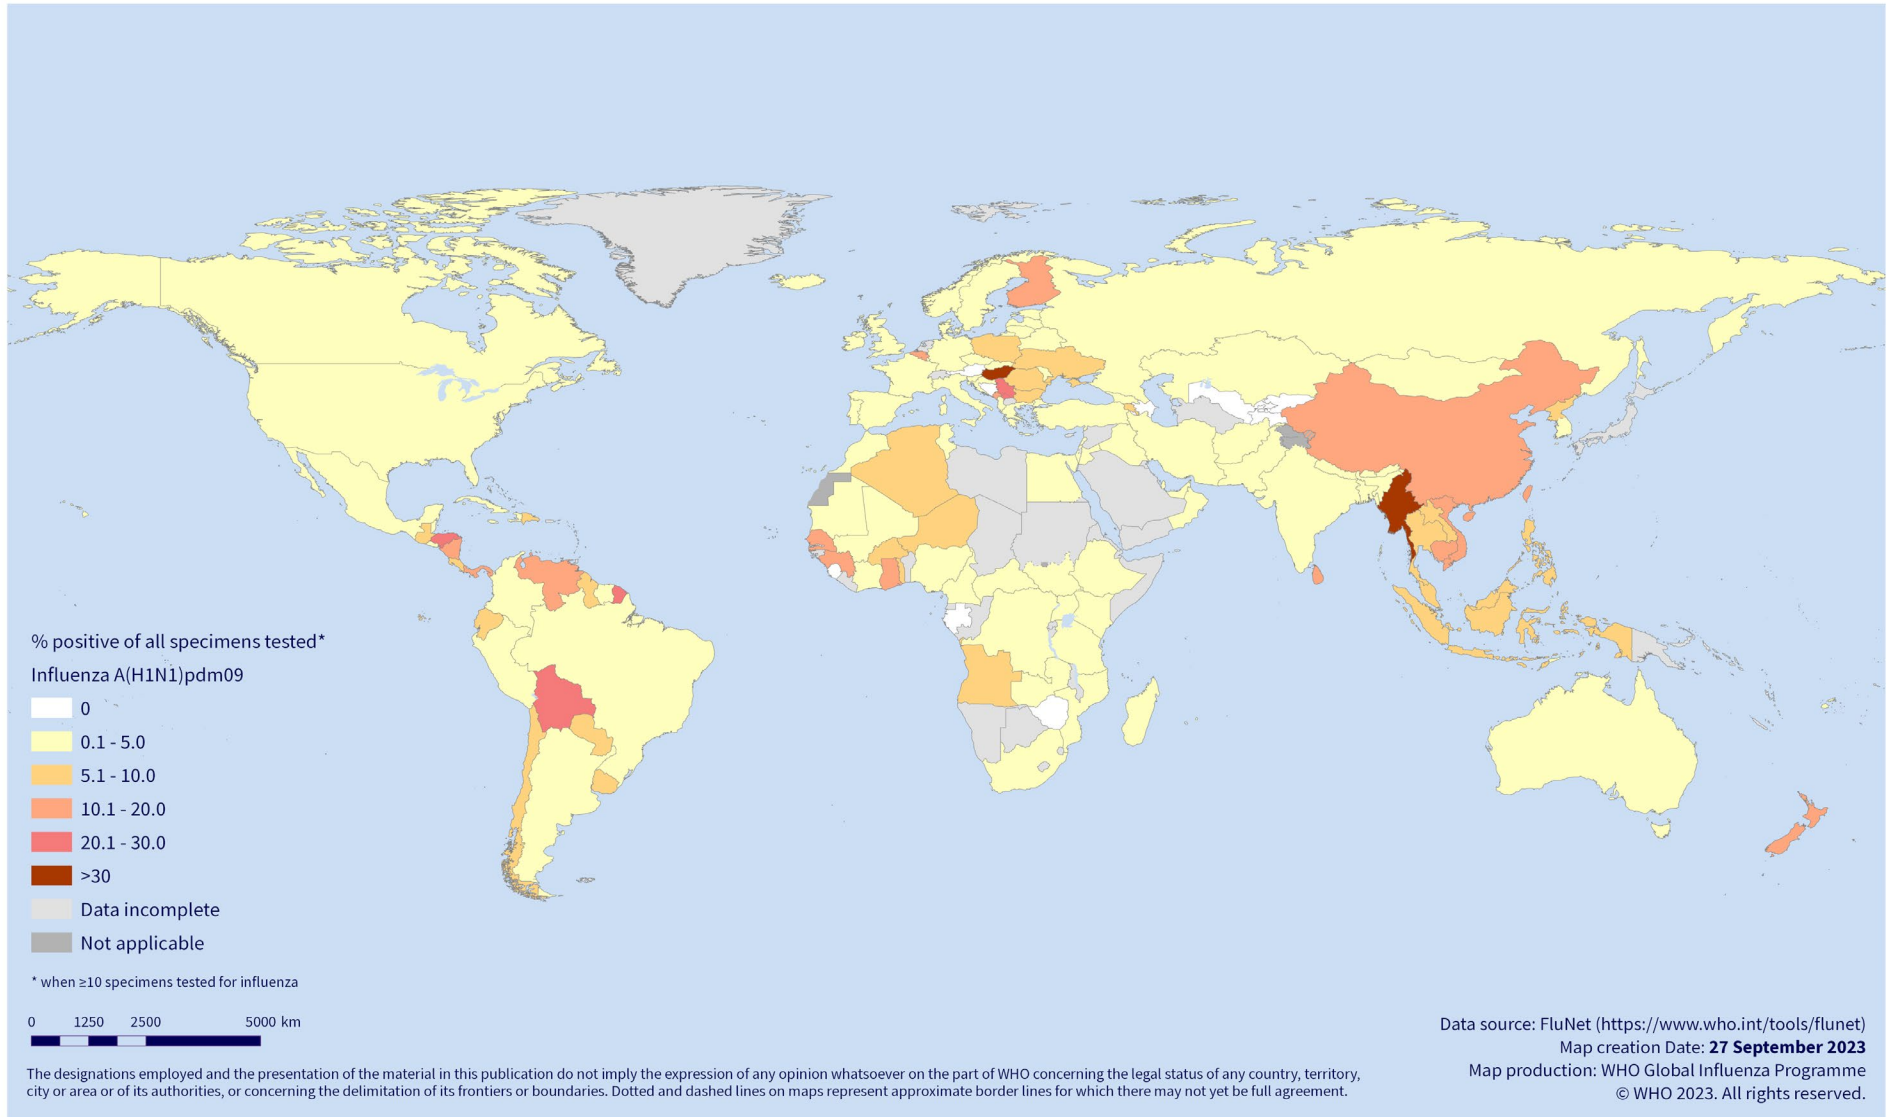 % positive of all specimens tested*
Influenza A(H1N1)pdm09
0
0.1 - 5.0
5.1 - 10.0
10.1 - 20.0
20.1 - 30.0
>30
Data incomplete
Not applicable
* when ≥10 specimens tested for influenza
0 1250 2500 5000 km
Data source: FluNet (https://www.who.int/tools/flunet)
Map creation Date: 27 September 2023
Map production: WHO Global Influenza Programme
© WHO 2023. All rights reserved.
The designations employed and the presentation of the material in this publication do not imply the expression of any opinion whatsoever on the part of WHO concerning the legal status of any country, territory,
city or area or of its authorities, or concerning the delimitation of its frontiers or boundaries. Dotted and dashed lines on maps represent approximate border lines for which there may not yet be full agreement.